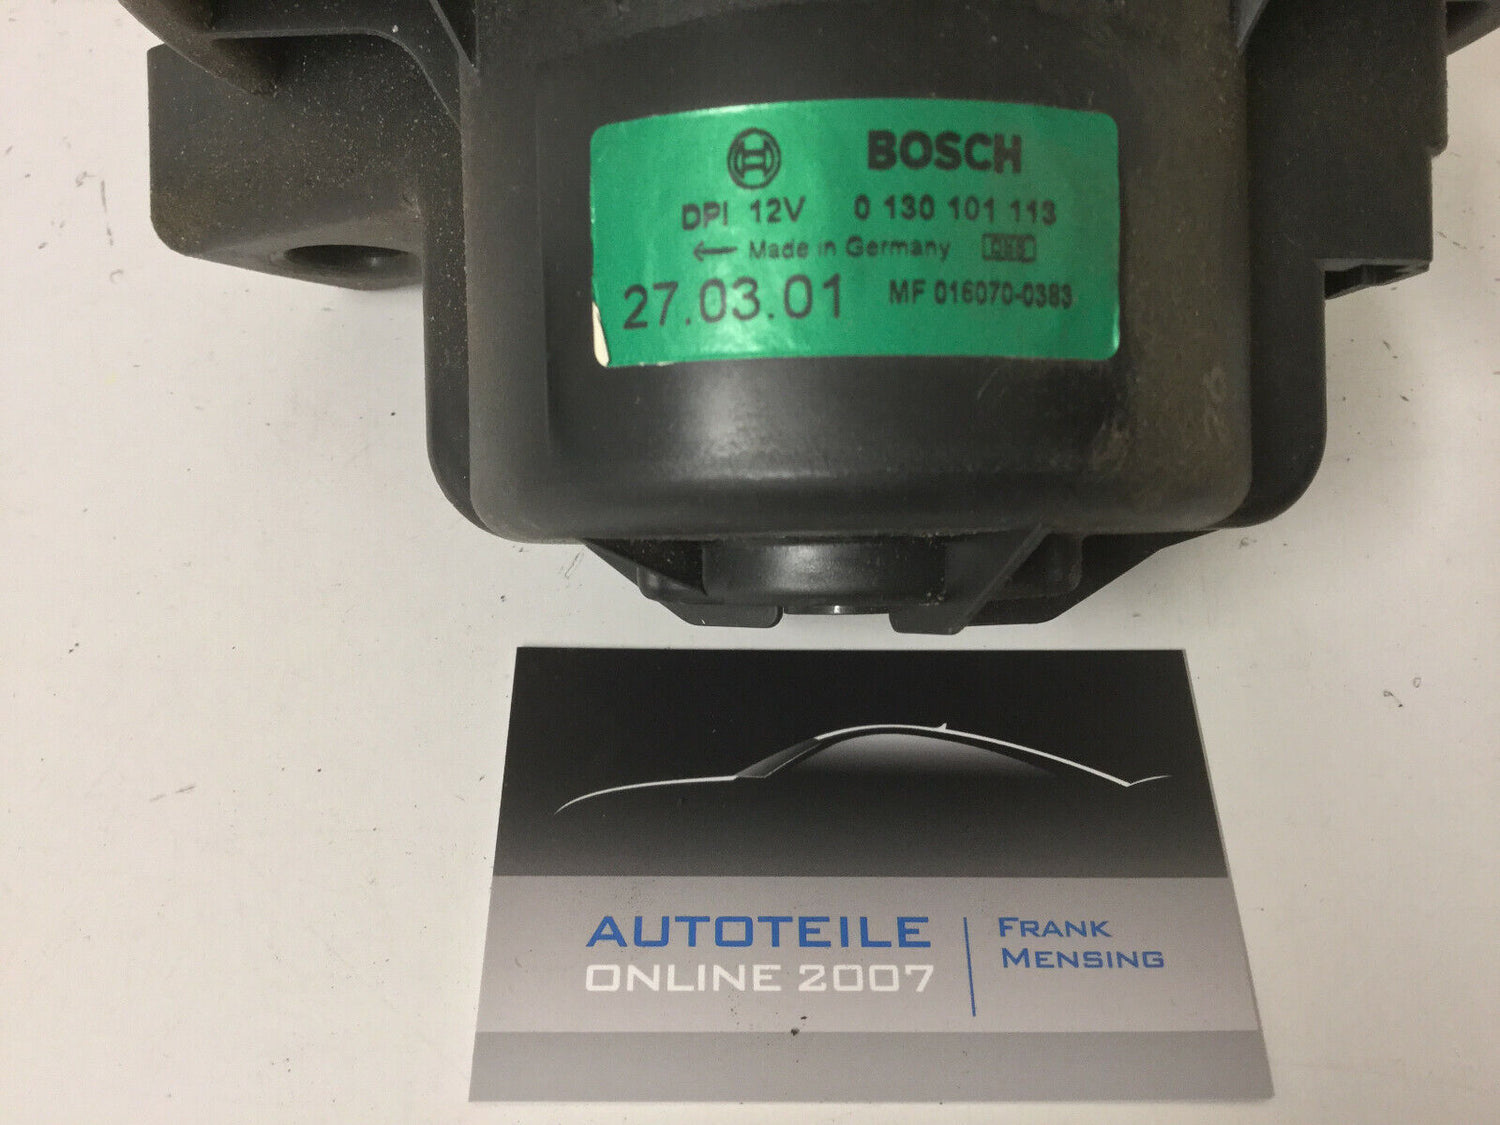 BOSCH
DPI 12V 0 130 101 113
← Made in Germany
27.03.01 MF 016070-0383
AUTOTEILE
ONLINE 2007
FRANK
MENSING